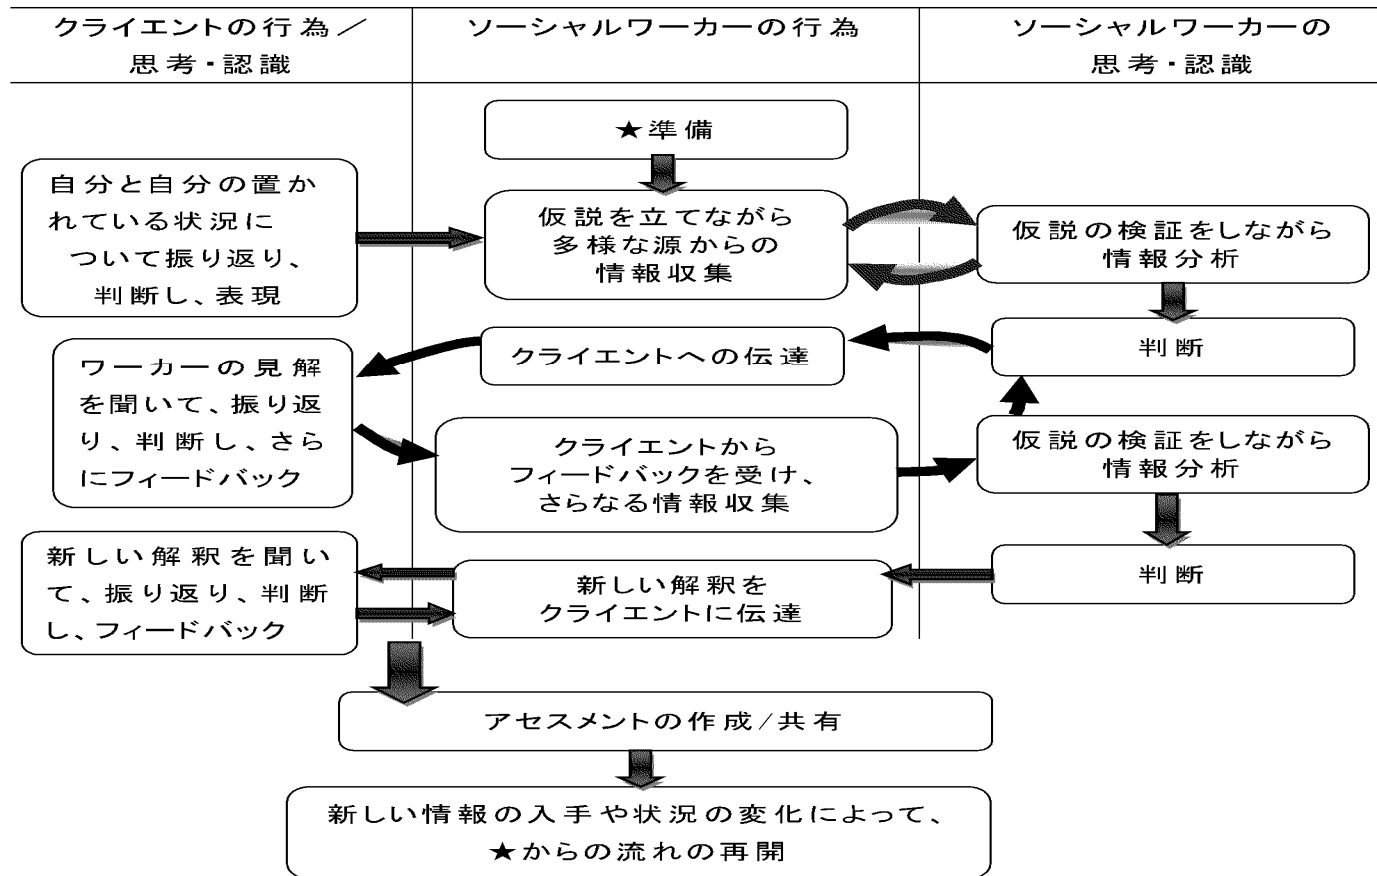 クライエントの行為／
思考・認識
ソーシャルワーカーの行為
ソーシャルワーカーの
思考・認識
★準備
自分と自分の置か
れている状況に
ついて振り返り、
判断し、表現
仮説を立てながら
多様な源からの
情報収集
仮説の検証をしながら
情報分析
判断
クライエントへの伝達
ワーカーの見解
を聞いて、振り返
り、判断し、さら
にフィードバック
クライエントから
フィードバックを受け、
さらなる情報収集
仮説の検証をしながら
情報分析
判断
新しい解釈を
クライエントに伝達
新しい解釈を聞い
て、振り返り、判断
し、フィードバック
アセスメントの作成/共有
新しい情報の入手や状況の変化によって、
★からの流れの再開